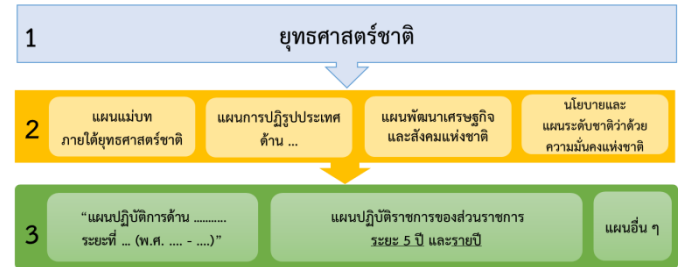 1
ยุทธศาสตร์ชาติ
2
แผนแม่บท
ภายใต้ยุทธศาสตร์ชาติ
แผนการปฏิรูปประเทศ
ด้าน ...
แผนพัฒนาเศรษฐกิจ
และสังคมแห่งชาติ
นโยบายและ
แผนระดับชาติว่าด้วย
ความมั่นคงแห่งชาติ
3
“แผนปฏิบัติการด้าน ...........
ระยะที่ ... (พ.ศ. .... - ....)”
แผนปฏิบัติราชการของส่วนราชการ
ระยะ 5 ปี และรายปี
แผนอื่น ๆ